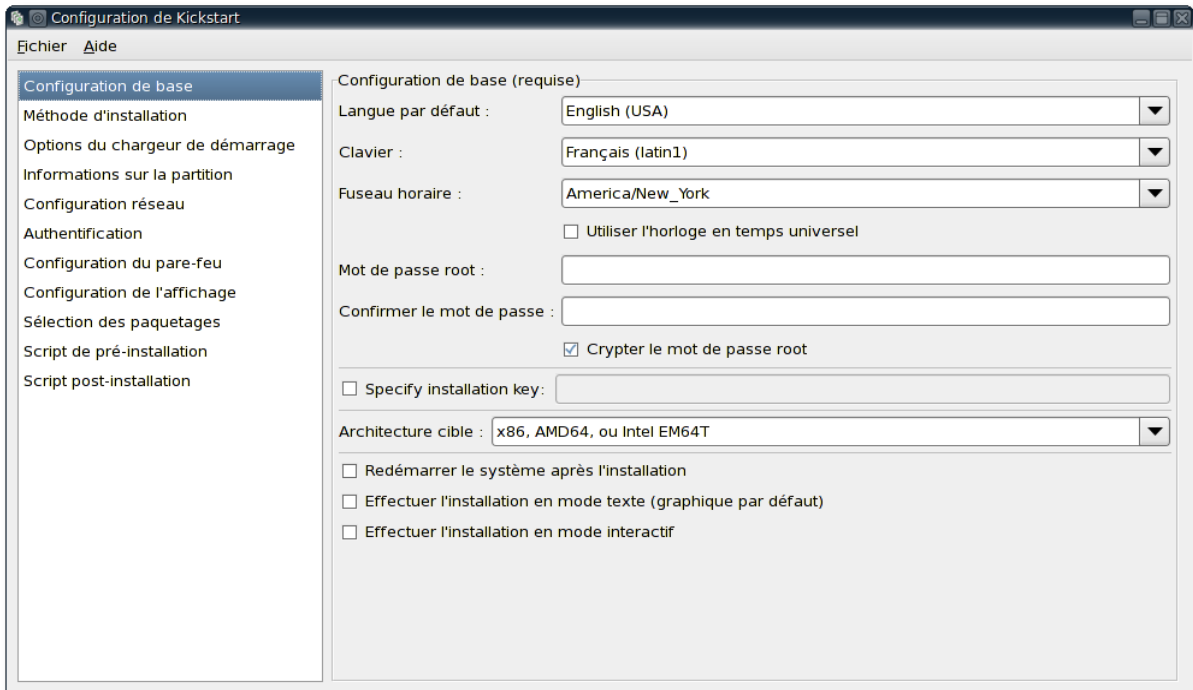 Configuration de Kickstart
Fichier Aide
Configuration de base
Méthode d'installation
Options du chargeur de démarrage
Informations sur la partition
Configuration réseau
Authentification
Configuration du pare-feu
Configuration de l'affichage
Sélection des paquetages
Script de pré-installation
Script post-installation
Configuration de base (requise)
Langue par défaut : English (USA)
Clavier : Français (latin1)
Fuseau horaire : America/New_York
Utiliser l'horloge en temps universel
Mot de passe root :
Confirmer le mot de passe :
Crypter le mot de passe root
Specify installation key:
Architecture cible : x86, AMD64, ou Intel EM64T
Redémarrer le système après l'installation
Effectuer l'installation en mode texte (graphique par défaut)
Effectuer l'installation en mode interactif